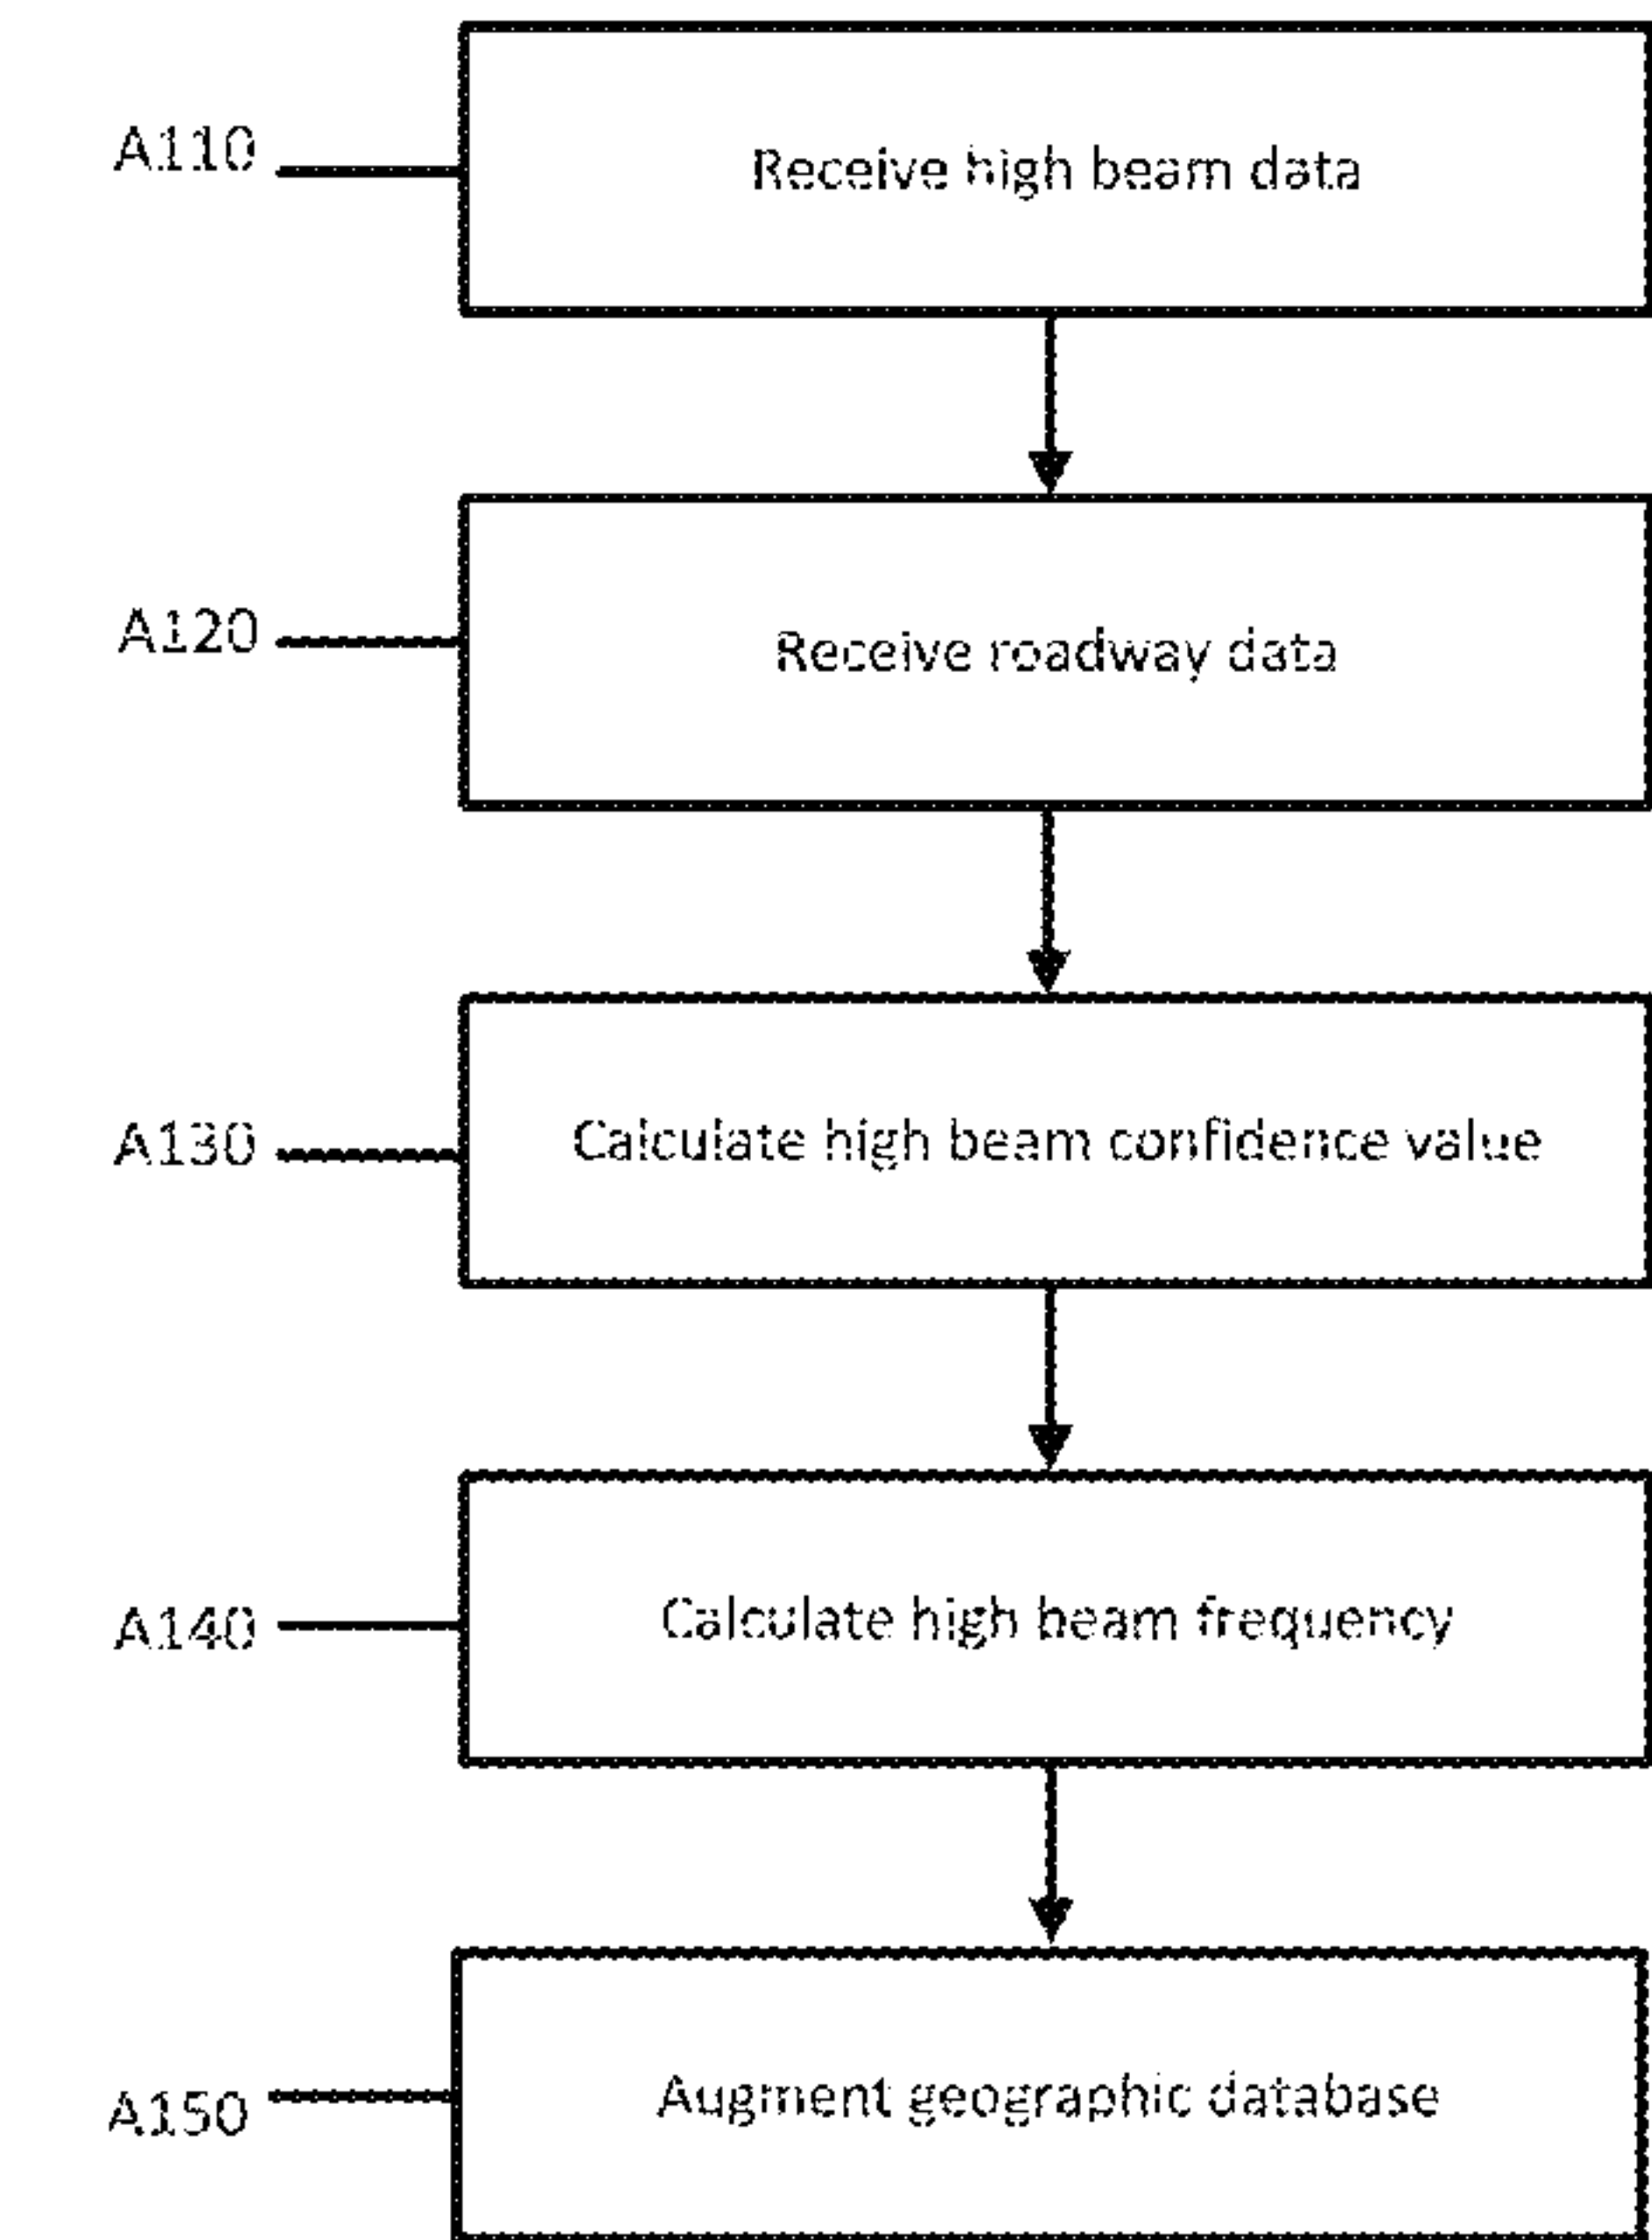 A110
Receive high beam data
A120
Receive roadway data
A130
Calculate high beam confidence value
A140
Calculate high beam frequency
A150
Augment geographic database